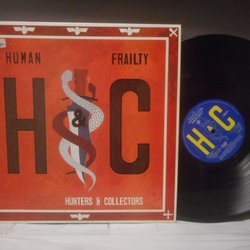 HUMAN FRAILTY
H & C
HUNTERS & COLLECTORS
H C